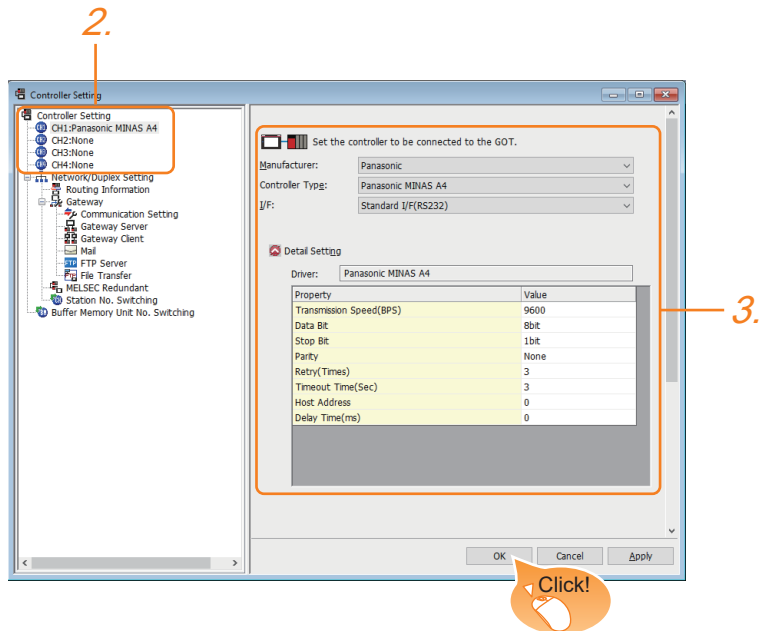 2.
Controller Setting
Controller Setting
CH1:Panasonic MINAS A4
CH2:None
CH3:None
CH4:None
Network/Duplex Setting
Routing Information
Gateway
Communication Setting
Gateway Server
Gateway Client
Mail
FTP FTP Server
File Transfer
MELSEC Redundant
Station No. Switching
Buffer Memory Unit No. Switching
Set the controller to be connected to the GOT.
Manufacturer: Panasonic
Controller Type: Panasonic MINAS A4
I/F: Standard I/F(RS232)
Detail Setting
Driver: Panasonic MINAS A4
Property Value
Transmission Speed(BPS) 9600
Data Bit 8bit
Stop Bit 1bit
Parity None
Retry(Times) 3
Timeout Time(Sec) 3
Host Address 0
Delay Time(ms) 0
3.
OK Cancel Apply
Click!